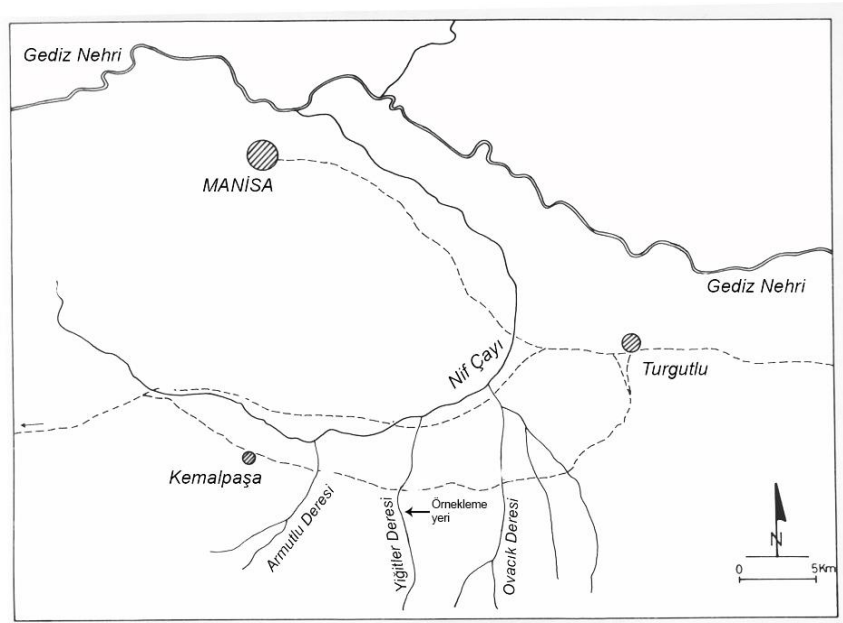 Gediz Nehri
MANİSA
Gediz Nehri
Nif Çayı
Turgutlu
Kemalpaşa
Armutlu Deresi
Yiğitler Deresi
Örnekleme
yeri
Ovacık Deresi
N
0 5Km